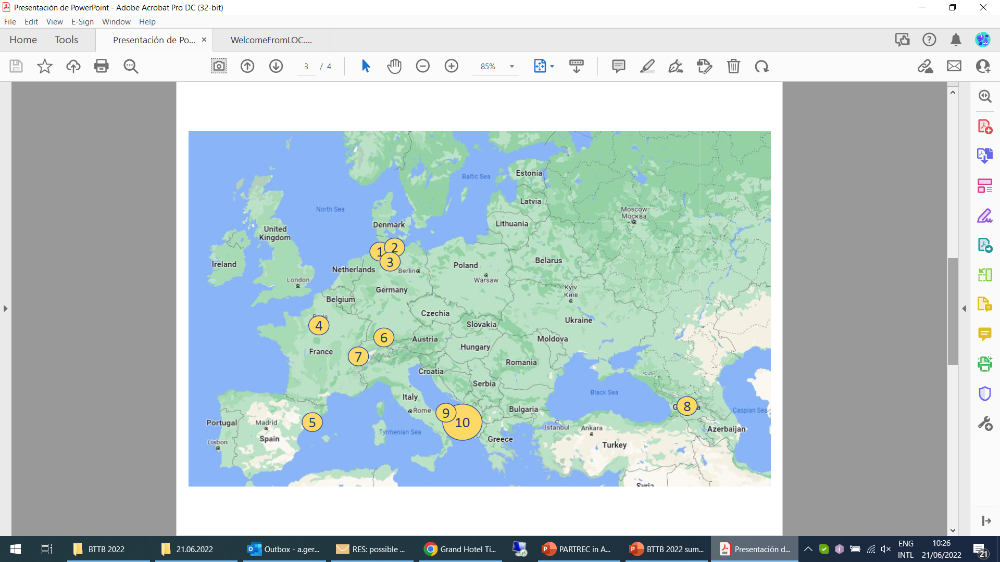 Presentación de PowerPoint - Adobe Acrobat Pro DC (32-bit)
File Edit View E-Sign Window Help
Home Tools Presentación de Po... × WelcomeFromLOC....
3 / 4 85%
Estonia
Baltic Sea
Latvia
North Sea
Moscow
Москва
Denmark
Lithuania
United
Kingdom
1 2
3
Ireland
Netherlands
Berlin
Poland
Belarus
London
Warsaw
Germany
Kyiv
Київ
Belgium
Czechia
Paris
4
Slovakia
Ukraine
6
Austria
Moldova
Hungary
France
7
Romania
Croatia
Serbia
Black Sea
Italy
Rome
9
10
Bulgaria
8
Caspian Sea
Portugal
Madrid
5
Istanbul
Ankara
Azerbaijan
Tyrrhenian Sea
Lisbon
Spain
Greece
Turkey
Syria
BTTB 2022
21.06.2022
Outbox - a.ger...
RES: possible ...
Grand Hotel Ti...
PARTREC in A...
BTTB 2022 sum...
Presentación d...
ENG
INTL
10:26
21/06/2022
21